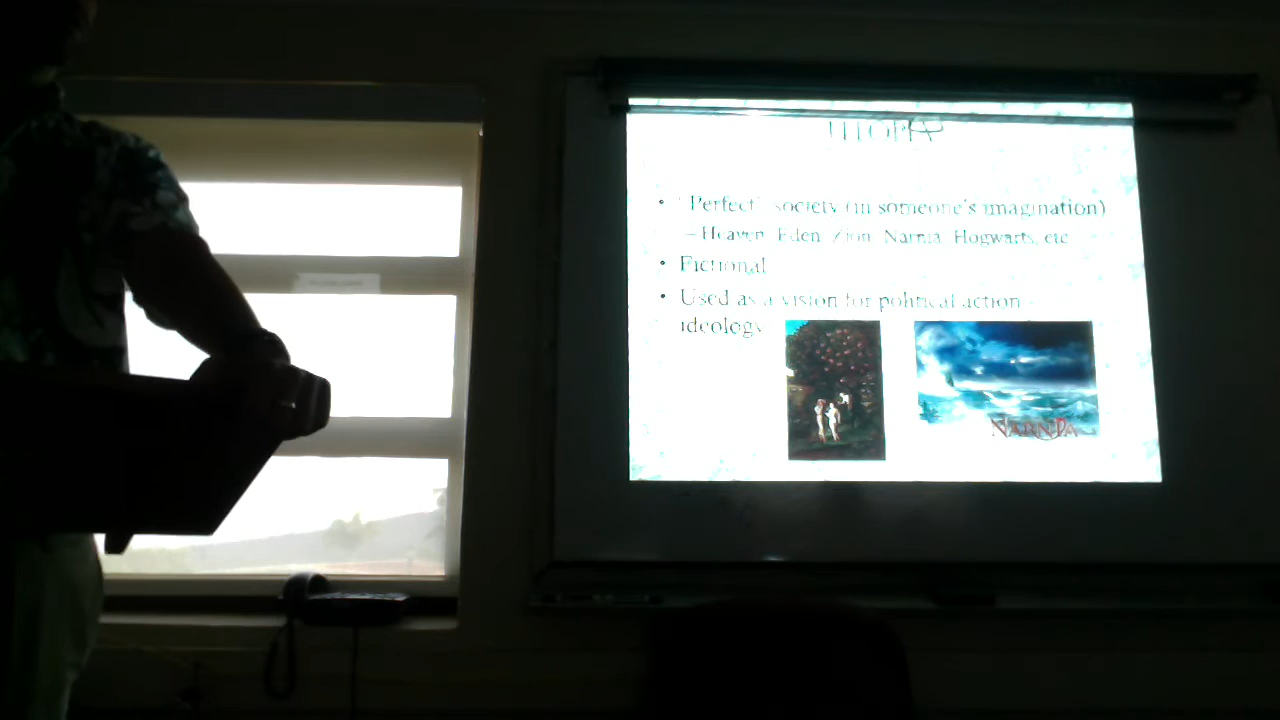 UTOPIA
• "Perfect" society (in someone's imagination)
– Heaven, Eden, Zion, Narnia, Hogwarts, etc
• Fictional
• Used as a vision for political action –
ideology
NARNIA